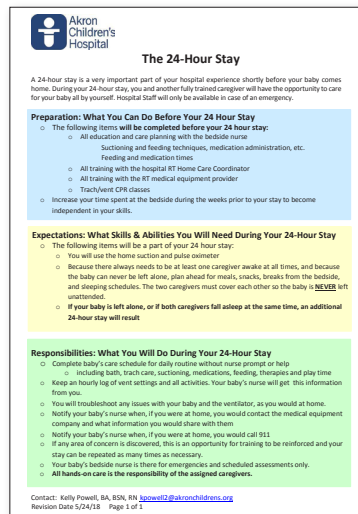 Akron
Children's
Hospital
The 24-Hour Stay
A 24-hour stay is a very important part of your hospital experience shortly before your baby comes
home. During your 24-hour stay, you and another fully trained caregiver will have the opportunity to care
for your baby all by yourself. Hospital Staff will only be available in case of an emergency.
Preparation: What You Can Do Before Your 24 Hour Stay
○ The following items will be completed before your 24 hour stay:
○ All education and care planning with the bedside nurse
Suctioning and feeding techniques, medication administration, etc.
Feeding and medication times
○ All training with the hospital RT Home Care Coordinator
○ All training with the RT medical equipment provider
○ Trach/vent CPR classes
○ Increase your time spent at the bedside during the weeks prior to your stay to become
independent in your skills.
Expectations: What Skills & Abilities You Will Need During Your 24-Hour Stay
○ The following items will be a part of your 24 hour stay:
○ You will use the home suction and pulse oximeter
○ Because there always needs to be at least one caregiver awake at all times, and because
the baby can never be left alone, plan ahead for meals, snacks, breaks from the bedside,
and sleeping schedules. The two caregivers must cover each other so the baby is NEVER left
unattended.
○ If your baby is left alone, or if both caregivers fall asleep at the same time, an additional
24-hour stay will result
Responsibilities: What You Will Do During Your 24-Hour Stay
○ Complete baby's care schedule for daily routine without nurse prompt or help
○ including bath, trach care, suctioning, medications, feeding, therapies and play time
○ Keep an hourly log of vent settings and all activities. Your baby's nurse will get this information
from you.
○ You will troubleshoot any issues with your baby and the ventilator, as you would at home.
○ Notify your baby's nurse when, if you were at home, you would contact the medical equipment
company and what information you would share with them
○ Notify your baby's nurse when, if you were at home, you would call 911
○ If any area of concern is discovered, this is an opportunity for training to be reinforced and your
stay can be repeated as many times as necessary.
○ Your baby's bedside nurse is there for emergencies and scheduled assessments only.
○ All hands-on care is the responsibility of the assigned caregivers.
Contact: Kelly Powell, BA, BSN, RN kpowell2@akronchildrens.org
Revision Date 5/24/18 Page 1 of 1